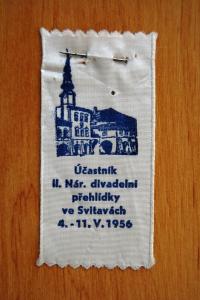 Účastník
II. Nár. divadelní
přehlídky
ve Svitavách
4.-11. V. 1956